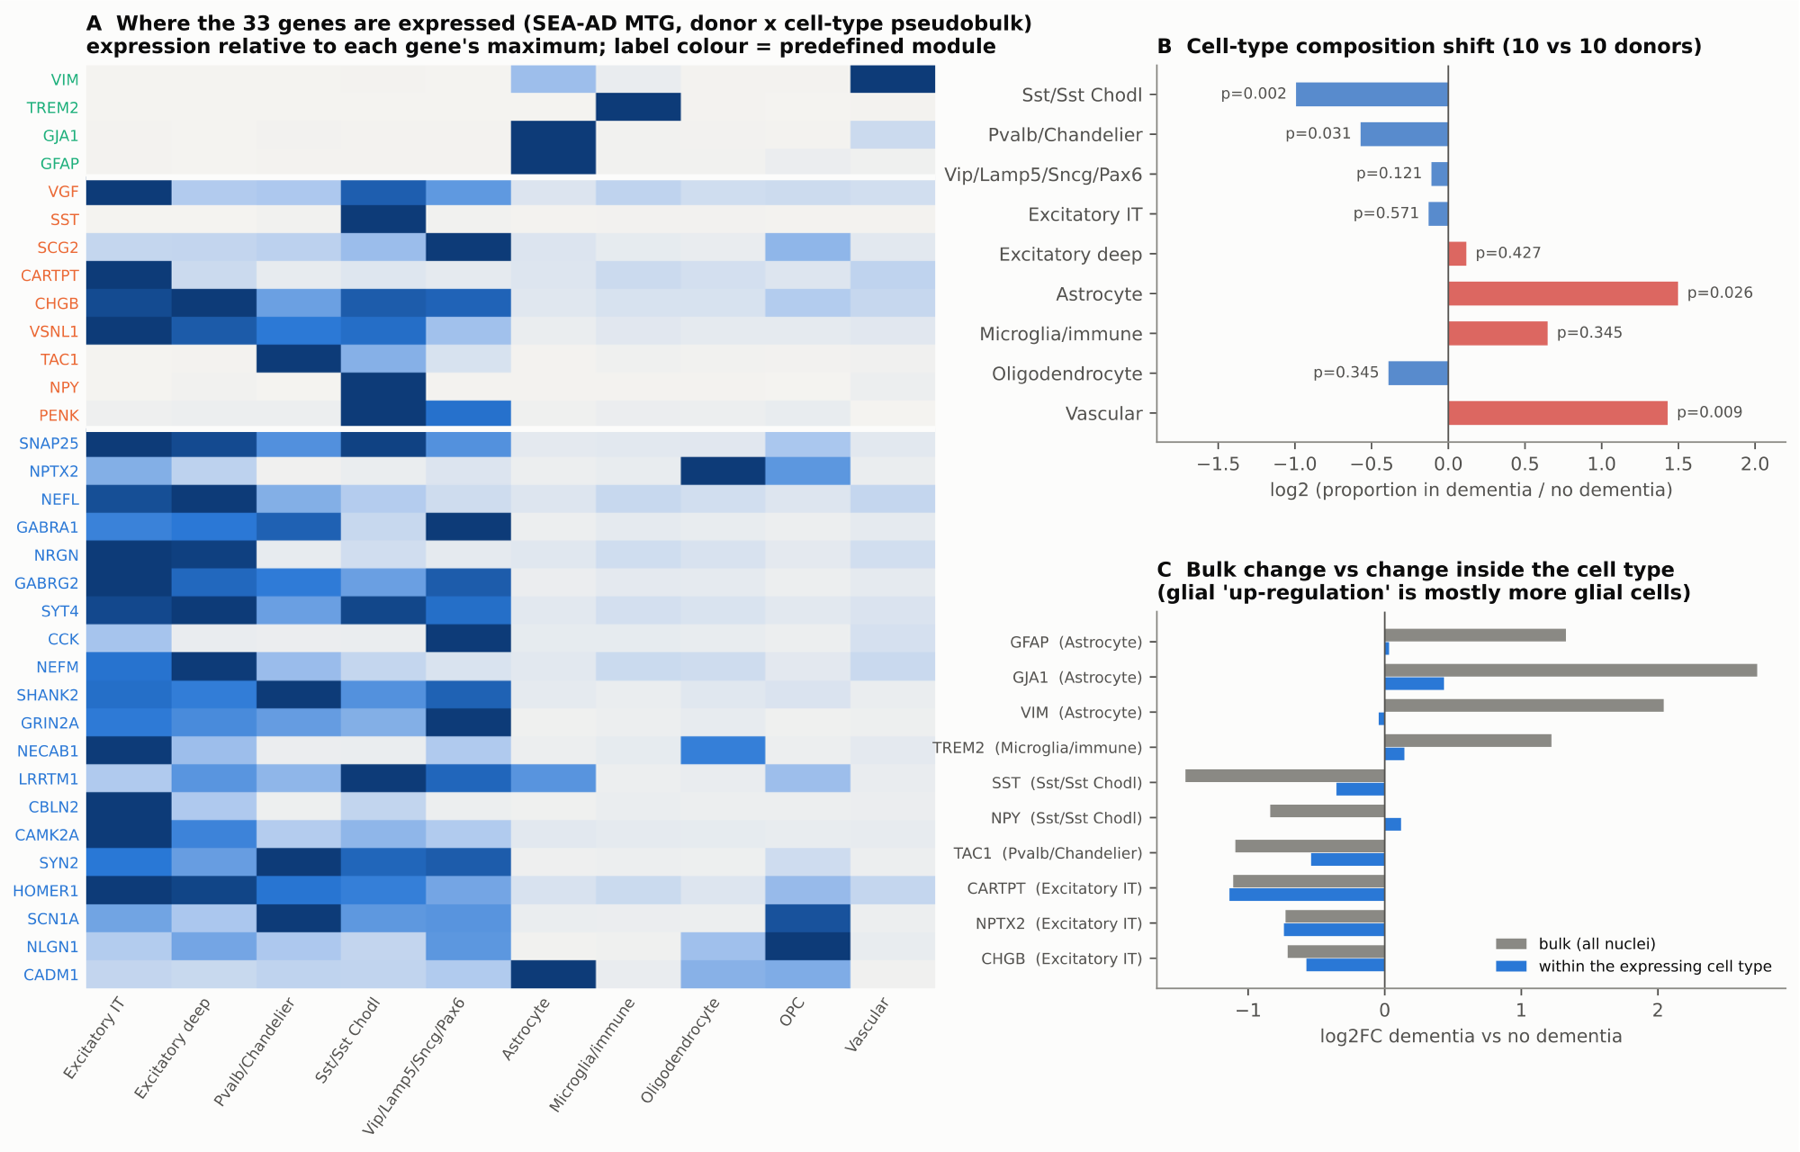 A  Where the 33 genes are expressed (SEA-AD MTG, donor x cell-type pseudobulk)
expression relative to each gene's maximum; label colour = predefined module
VIM
TREM2
GJA1
GFAP
VGF
SST
SCG2
CARTPT
CHGB
VSNL1
TAC1
NPY
PENK
SNAP25
NPTX2
NEFL
GABRA1
NRGN
GABRG2
SYT4
CCK
NEFM
SHANK2
GRIN2A
NECAB1
LRRTM1
CBLN2
CAMK2A
SYN2
HOMER1
SCN1A
NLGN1
CADM1
Excitatory IT
Excitatory deep
Pvalb/Chandelier
Sst/Sst Chodl
Vip/Lamp5/Sncg/Pax6
Astrocyte
Microglia/immune
Oligodendrocyte
OPC
Vascular
B  Cell-type composition shift (10 vs 10 donors)
Sst/Sst Chodl p=0.002
Pvalb/Chandelier p=0.031
Vip/Lamp5/Sncg/Pax6 p=0.121
Excitatory IT p=0.571
Excitatory deep p=0.427
Astrocyte p=0.026
Microglia/immune p=0.345
Oligodendrocyte p=0.345
Vascular p=0.009
−1.5 −1.0 −0.5 0.0 0.5 1.0 1.5 2.0
log2 (proportion in dementia / no dementia)
C  Bulk change vs change inside the cell type
(glial 'up-regulation' is mostly more glial cells)
GFAP  (Astrocyte)
GJA1  (Astrocyte)
VIM  (Astrocyte)
TREM2  (Microglia/immune)
SST  (Sst/Sst Chodl)
NPY  (Sst/Sst Chodl)
TAC1  (Pvalb/Chandelier)
CARTPT  (Excitatory IT)
NPTX2  (Excitatory IT)
CHGB  (Excitatory IT)
bulk (all nuclei)
within the expressing cell type
−1 0 1 2
log2FC dementia vs no dementia